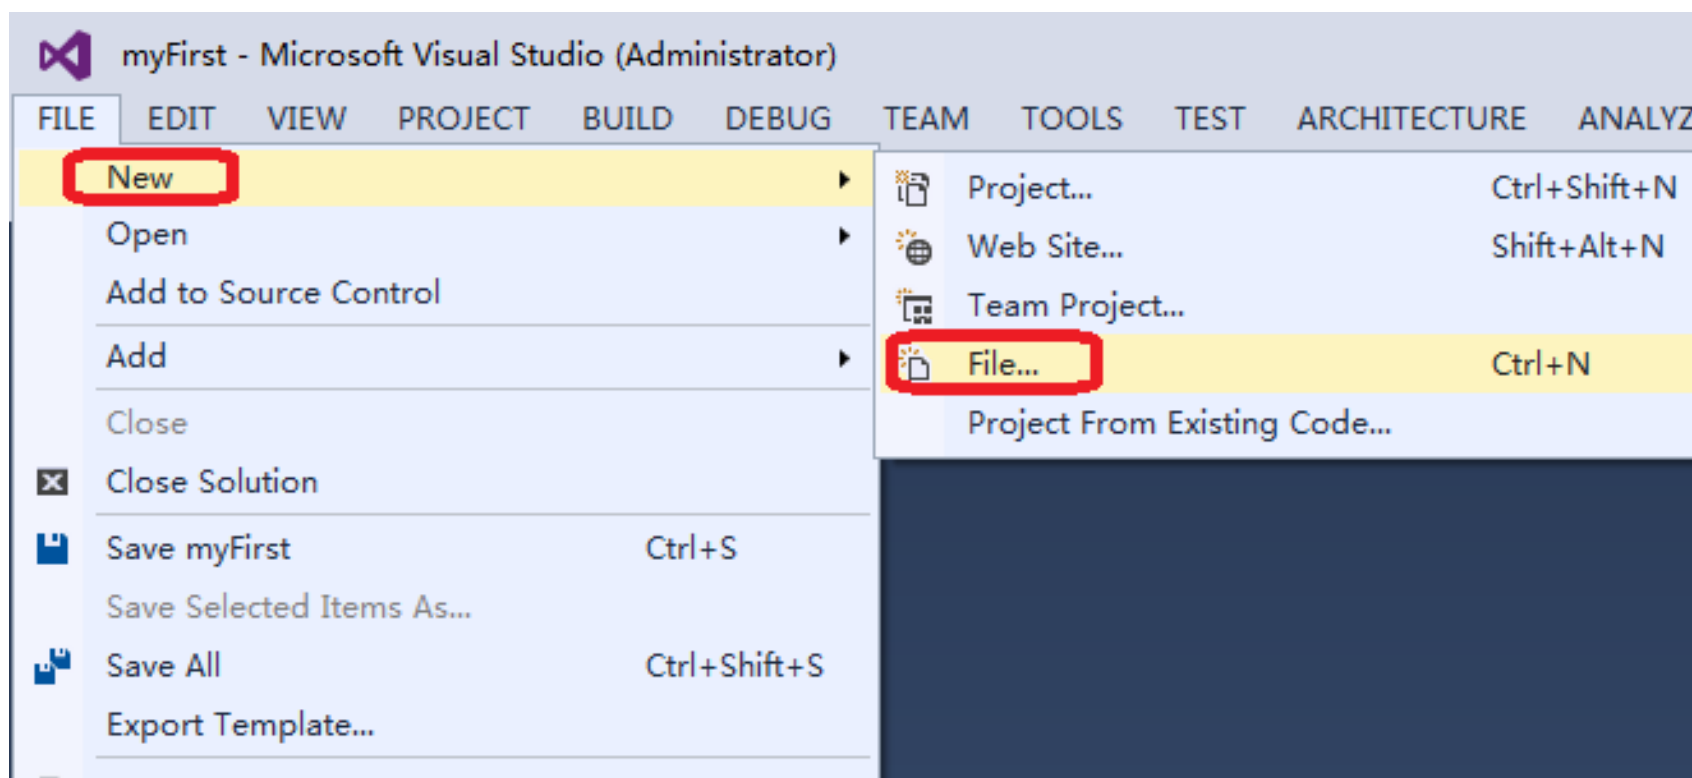 myFirst - Microsoft Visual Studio (Administrator)
FILE EDIT VIEW PROJECT BUILD DEBUG TEAM TOOLS TEST ARCHITECTURE ANALYZ
New
Open
Add to Source Control
Add
Close
Close Solution
Save myFirst Ctrl+S
Save Selected Items As...
Save All Ctrl+Shift+S
Export Template...
Project... Ctrl+Shift+N
Web Site... Shift+Alt+N
Team Project...
File... Ctrl+N
Project From Existing Code...